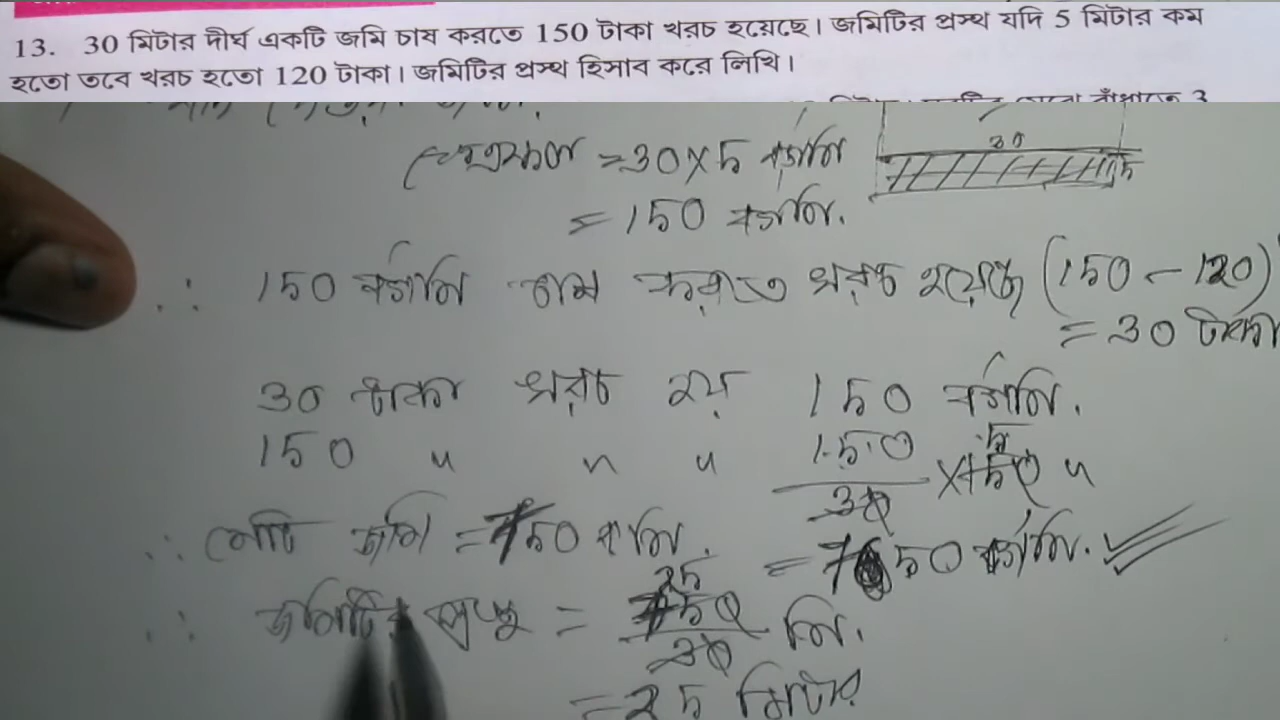 13. 30 মিটার দীর্ঘ একটি জমি চাষ করতে 150 টাকা খরচ হয়েছে। জমিটির প্রস্থ যদি 5 মিটার কম
হতো তবে খরচ হতো 120 টাকা। জমিটির প্রস্থ হিসাব করে লিখি।
ক্ষেত্রফল = 30 × 5 বর্গমি
30
5
= 150 বর্গমি.
∴ 150 বর্গমি চাষ করতে খরচ হয়েছে (150 - 120)
= 30 টাকা
30 টাকা খরচ হয় 150 বর্গমি.
150 " " " 150/30 × 150 "
∴ মোট জমি = 750 বর্গমি. = 750 বর্গমি.
∴ জমিটির প্রস্থ = 750/30 মি.
25
= 25 মিটার